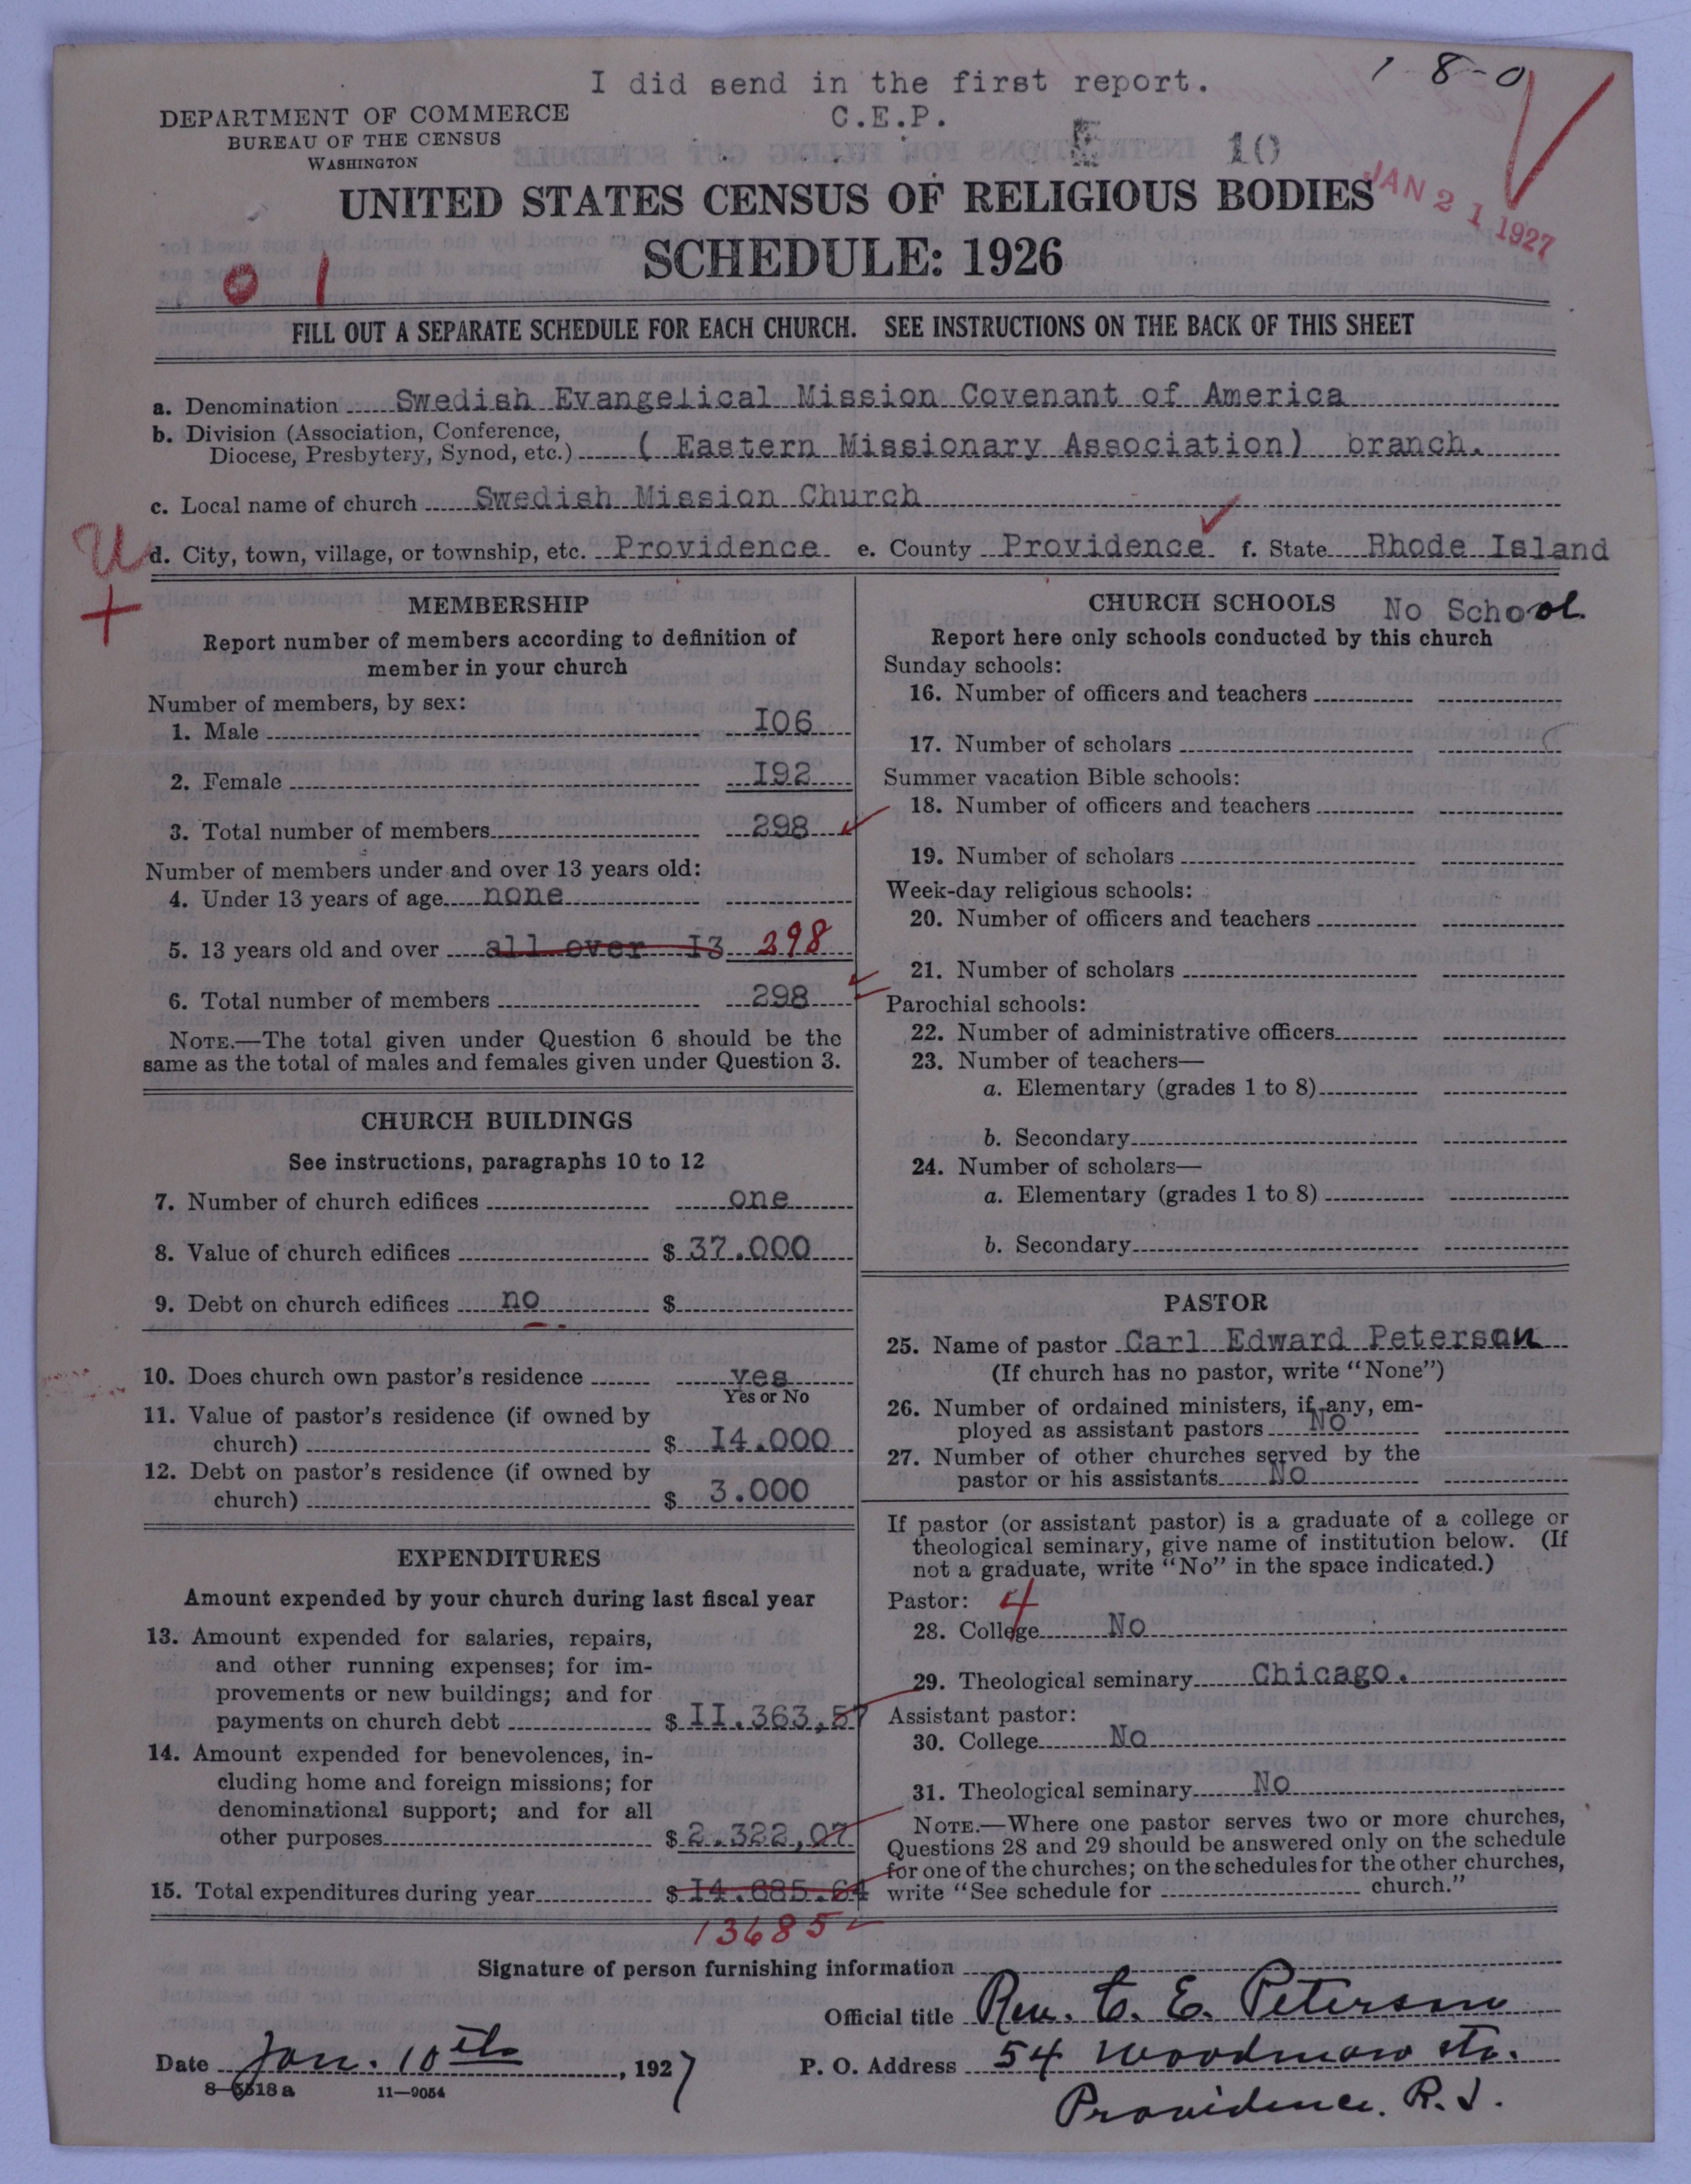 I did send in the first report.
C.E.P.
1 8-0
DEPARTMENT OF COMMERCE
BUREAU OF THE CENSUS
WASHINGTON
E 10
JAN 21 1927
UNITED STATES CENSUS OF RELIGIOUS BODIES
SCHEDULE: 1926
0 1
FILL OUT A SEPARATE SCHEDULE FOR EACH CHURCH. SEE INSTRUCTIONS ON THE BACK OF THIS SHEET
a. Denomination Swedish Evangelical Mission Covenant of America
b. Division (Association, Conference,
Diocese, Presbytery, Synod, etc.) ( Eastern Missionary Association) branch.
c. Local name of church Swedish Mission Church
d. City, town, village, or township, etc. Providence e. County Providence f. State Rhode Island
U
+
MEMBERSHIP
Report number of members according to definition of
member in your church
Number of members, by sex:
1. Male I06
2. Female I92
3. Total number of members 298
Number of members under and over 13 years old:
4. Under 13 years of age none
5. 13 years old and over all over I3 298
6. Total number of members 298
NOTE.—The total given under Question 6 should be the
same as the total of males and females given under Question 3.
CHURCH BUILDINGS
See instructions, paragraphs 10 to 12
7. Number of church edifices one
8. Value of church edifices $ 37.000
9. Debt on church edifices no $
10. Does church own pastor's residence yes
Yes or No
11. Value of pastor's residence (if owned by
church) $ I4.000
12. Debt on pastor's residence (if owned by
church) $ 3.000
EXPENDITURES
Amount expended by your church during last fiscal year
13. Amount expended for salaries, repairs,
and other running expenses; for im-
provements or new buildings; and for
payments on church debt $ II.363,57
14. Amount expended for benevolences, in-
cluding home and foreign missions; for
denominational support; and for all
other purposes $ 2.322,07
15. Total expenditures during year $ I4.685.64
13685
CHURCH SCHOOLS No School
Report here only schools conducted by this church
Sunday schools:
16. Number of officers and teachers
17. Number of scholars
Summer vacation Bible schools:
18. Number of officers and teachers
19. Number of scholars
Week-day religious schools:
20. Number of officers and teachers
21. Number of scholars
Parochial schools:
22. Number of administrative officers
23. Number of teachers—
a. Elementary (grades 1 to 8)
b. Secondary
24. Number of scholars—
a. Elementary (grades 1 to 8)
b. Secondary
PASTOR
25. Name of pastor Carl Edward Peterson
(If church has no pastor, write "None")
26. Number of ordained ministers, if any, em-
ployed as assistant pastors No
27. Number of other churches served by the
pastor or his assistants No
If pastor (or assistant pastor) is a graduate of a college or
theological seminary, give name of institution below. (If
not a graduate, write "No" in the space indicated.)
Pastor: 4
28. College No
29. Theological seminary Chicago.
Assistant pastor:
30. College No
31. Theological seminary No
NOTE.—Where one pastor serves two or more churches,
Questions 28 and 29 should be answered only on the schedule
for one of the churches; on the schedules for the other churches,
write "See schedule for church."
Signature of person furnishing information
Official title Rev. C. E. Peterson
Date Jan. 10th, 1927 P. O. Address 54 Woodman str.
Providence. R.I.
8-5518a 11-9054